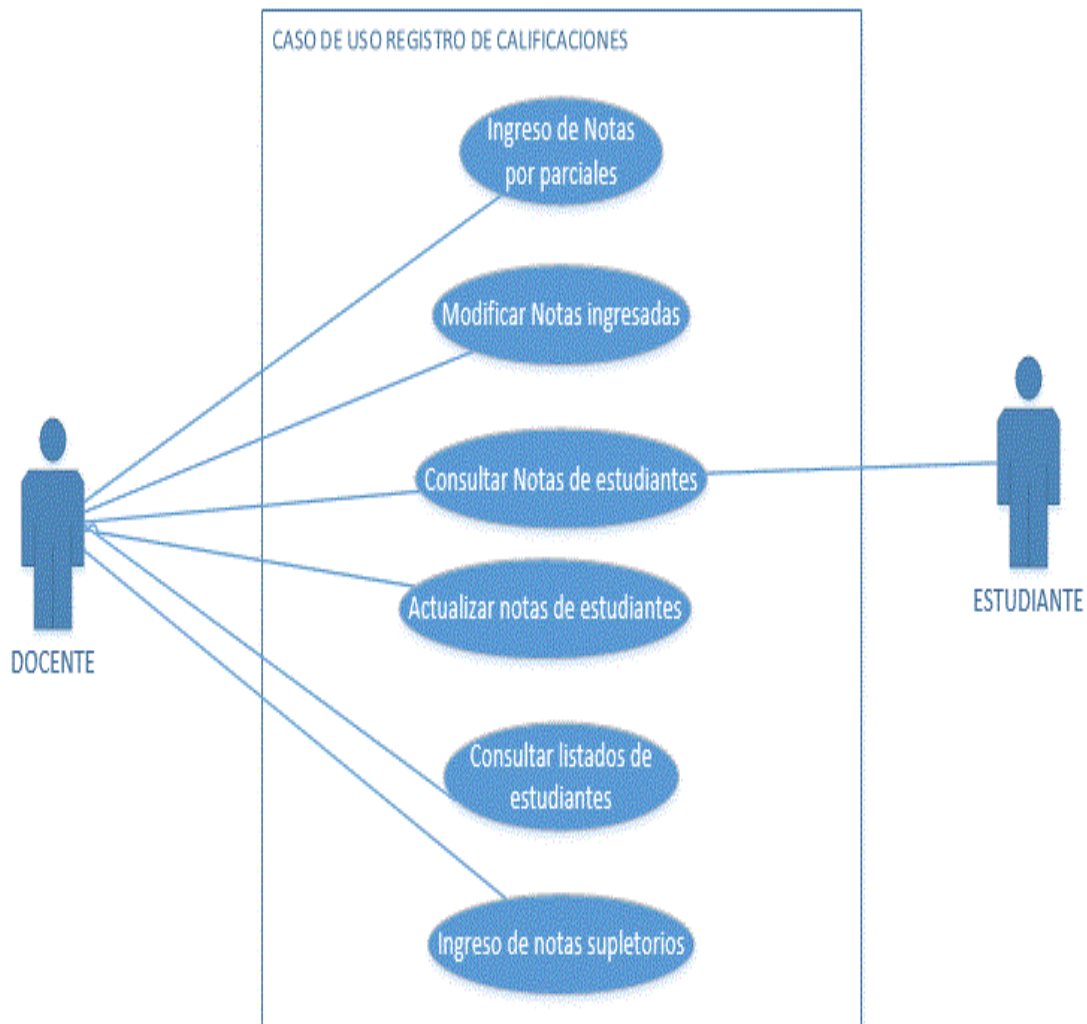 CASO DE USO REGISTRO DE CALIFICACIONES
Ingreso de Notas
por parciales
Modificar Notas ingresadas
Consultar Notas de estudiantes
Actualizar notas de estudiantes
Consultar listados de
estudiantes
Ingreso de notas supletorios
DOCENTE
ESTUDIANTE